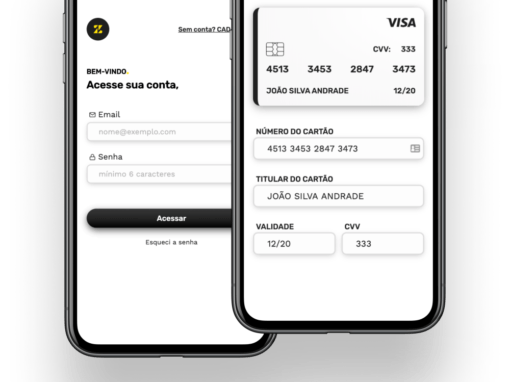 Z
Sem conta? CAD
BEM-VINDO.
Acesse sua conta,
Email
nome@exemplo.com
Senha
mínimo 6 caracteres
Acessar
Esqueci a senha
VISA
CVV: 333
4513 3453 2847 3473
JOÃO SILVA ANDRADE 12/20
NÚMERO DO CARTÃO
4513 3453 2847 3473
TITULAR DO CARTÃO
JOÃO SILVA ANDRADE
VALIDADE CVV
12/20 333